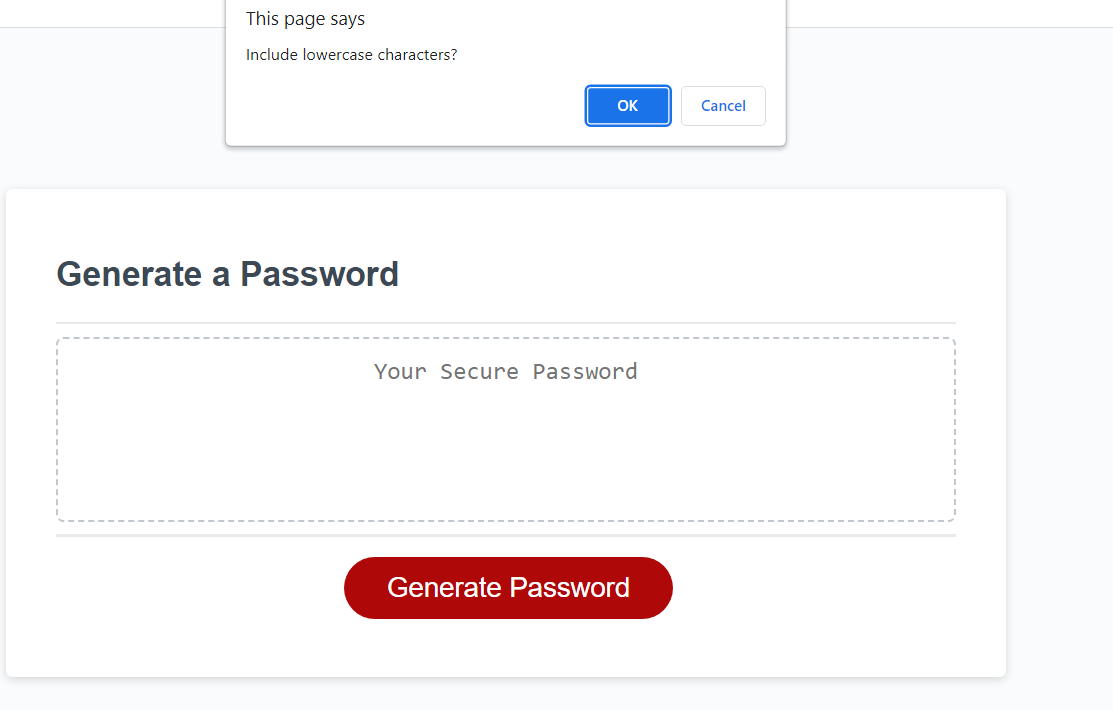 This page says
Include lowercase characters?
OK
Cancel
Generate a Password
Your Secure Password
Generate Password